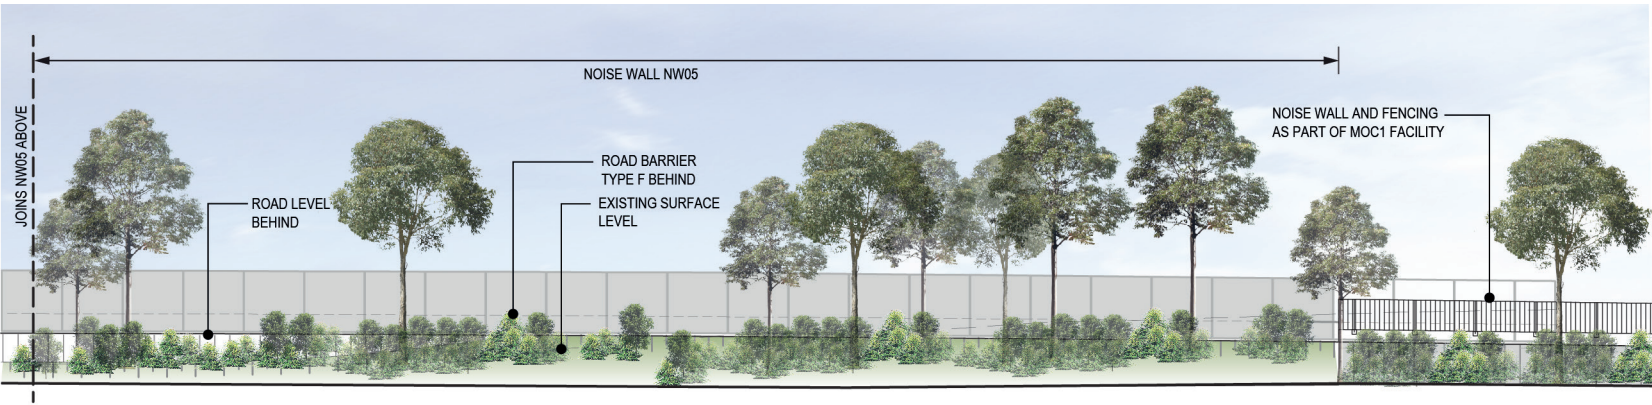 NOISE WALL NW05
JOINS NW05 ABOVE
NOISE WALL AND FENCING
AS PART OF MOC1 FACILITY
ROAD BARRIER
TYPE F BEHIND
ROAD LEVEL
BEHIND
EXISTING SURFACE
LEVEL